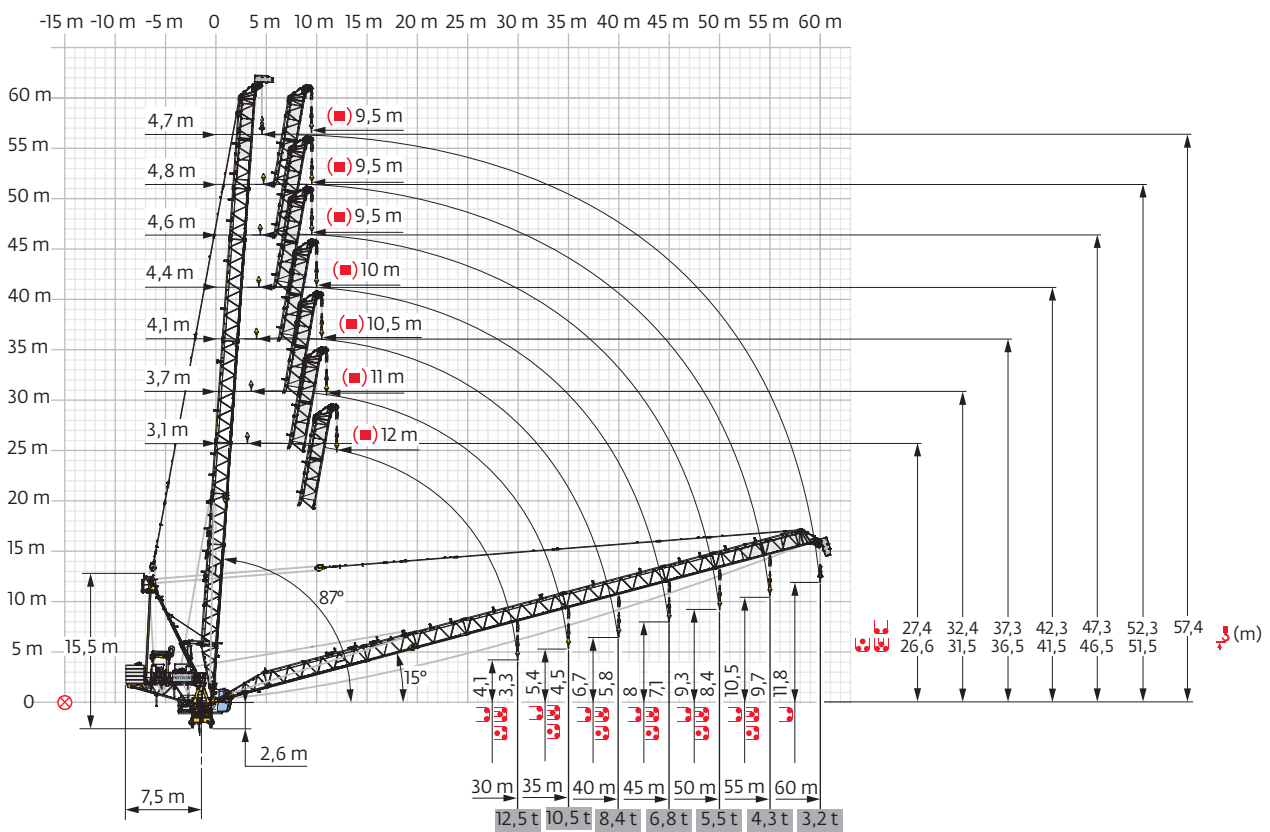 -15 m -10 m -5 m 0 5 m 10 m 15 m 20 m 25 m 30 m 35 m 40 m 45 m 50 m 55 m 60 m
60 m
4,7 m
(■) 9,5 m
55 m
4,8 m
(■) 9,5 m
50 m
4,6 m
(■) 9,5 m
45 m
4,4 m
(■) 10 m
40 m
4,1 m
(■) 10,5 m
35 m
3,7 m
(■) 11 m
30 m
3,1 m
(■) 12 m
25 m
20 m
15 m
87°
10 m
15,5 m
5 m
15°
27,4 32,4 37,3 42,3 47,3 52,3 57,4 (m)
26,6 31,5 36,5 41,5 46,5 51,5
0
4,1 3,3 5,4 4,5 6,7 5,8 8 7,1 9,3 8,4 10,5 9,7 11,8
2,6 m
7,5 m
30 m 35 m 40 m 45 m 50 m 55 m 60 m
12,5 t 10,5 t 8,4 t 6,8 t 5,5 t 4,3 t 3,2 t